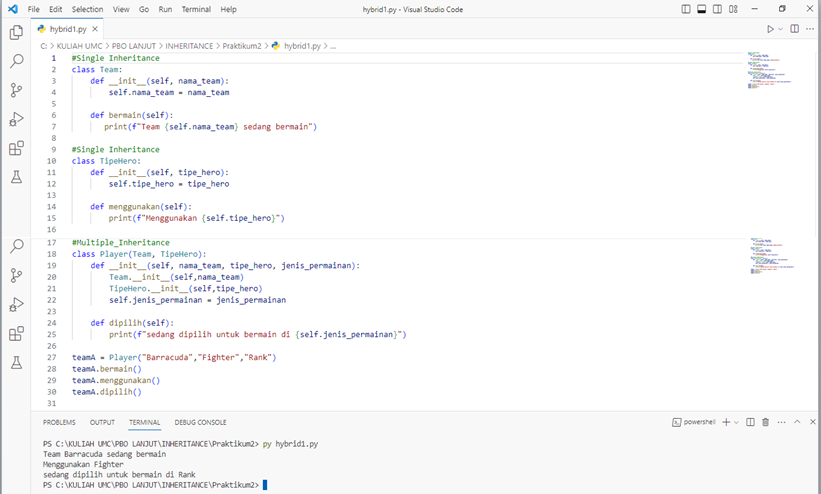 File Edit Selection View Go Run Terminal Help hybrid1.py - Visual Studio Code
hybrid1.py
C: > KULIAH UMC > PBO LANJUT > INHERITANCE > Praktikum2 > hybrid1.py > ...
1 #Single Inheritance
2 class Team:
3 def __init__(self, nama_team):
4 self.nama_team = nama_team
5
6 def bermain(self):
7 print(f"Team {self.nama_team} sedang bermain")
8
9 #Single Inheritance
10 class TipeHero:
11 def __init__(self, tipe_hero):
12 self.tipe_hero = tipe_hero
13
14 def menggunakan(self):
15 print(f"Menggunakan {self.tipe_hero}")
16
17 #Multiple_Inheritance
18 class Player(Team, TipeHero):
19 def __init__(self, nama_team, tipe_hero, jenis_permainan):
20 Team.__init__(self,nama_team)
21 TipeHero.__init__(self,tipe_hero)
22 self.jenis_permainan = jenis_permainan
23
24 def dipilih(self):
25 print(f"sedang dipilih untuk bermain di {self.jenis_permainan}")
26
27 teamA = Player("Barracuda","Fighter","Rank")
28 teamA.bermain()
29 teamA.menggunakan()
30 teamA.dipilih()
31
PROBLEMS OUTPUT TERMINAL DEBUG CONSOLE powershell
PS C:\KULIAH UMC\PBO LANJUT\INHERITANCE\Praktikum2> py hybrid1.py
Team Barracuda sedang bermain
Menggunakan Fighter
sedang dipilih untuk bermain di Rank
PS C:\KULIAH UMC\PBO LANJUT\INHERITANCE\Praktikum2>